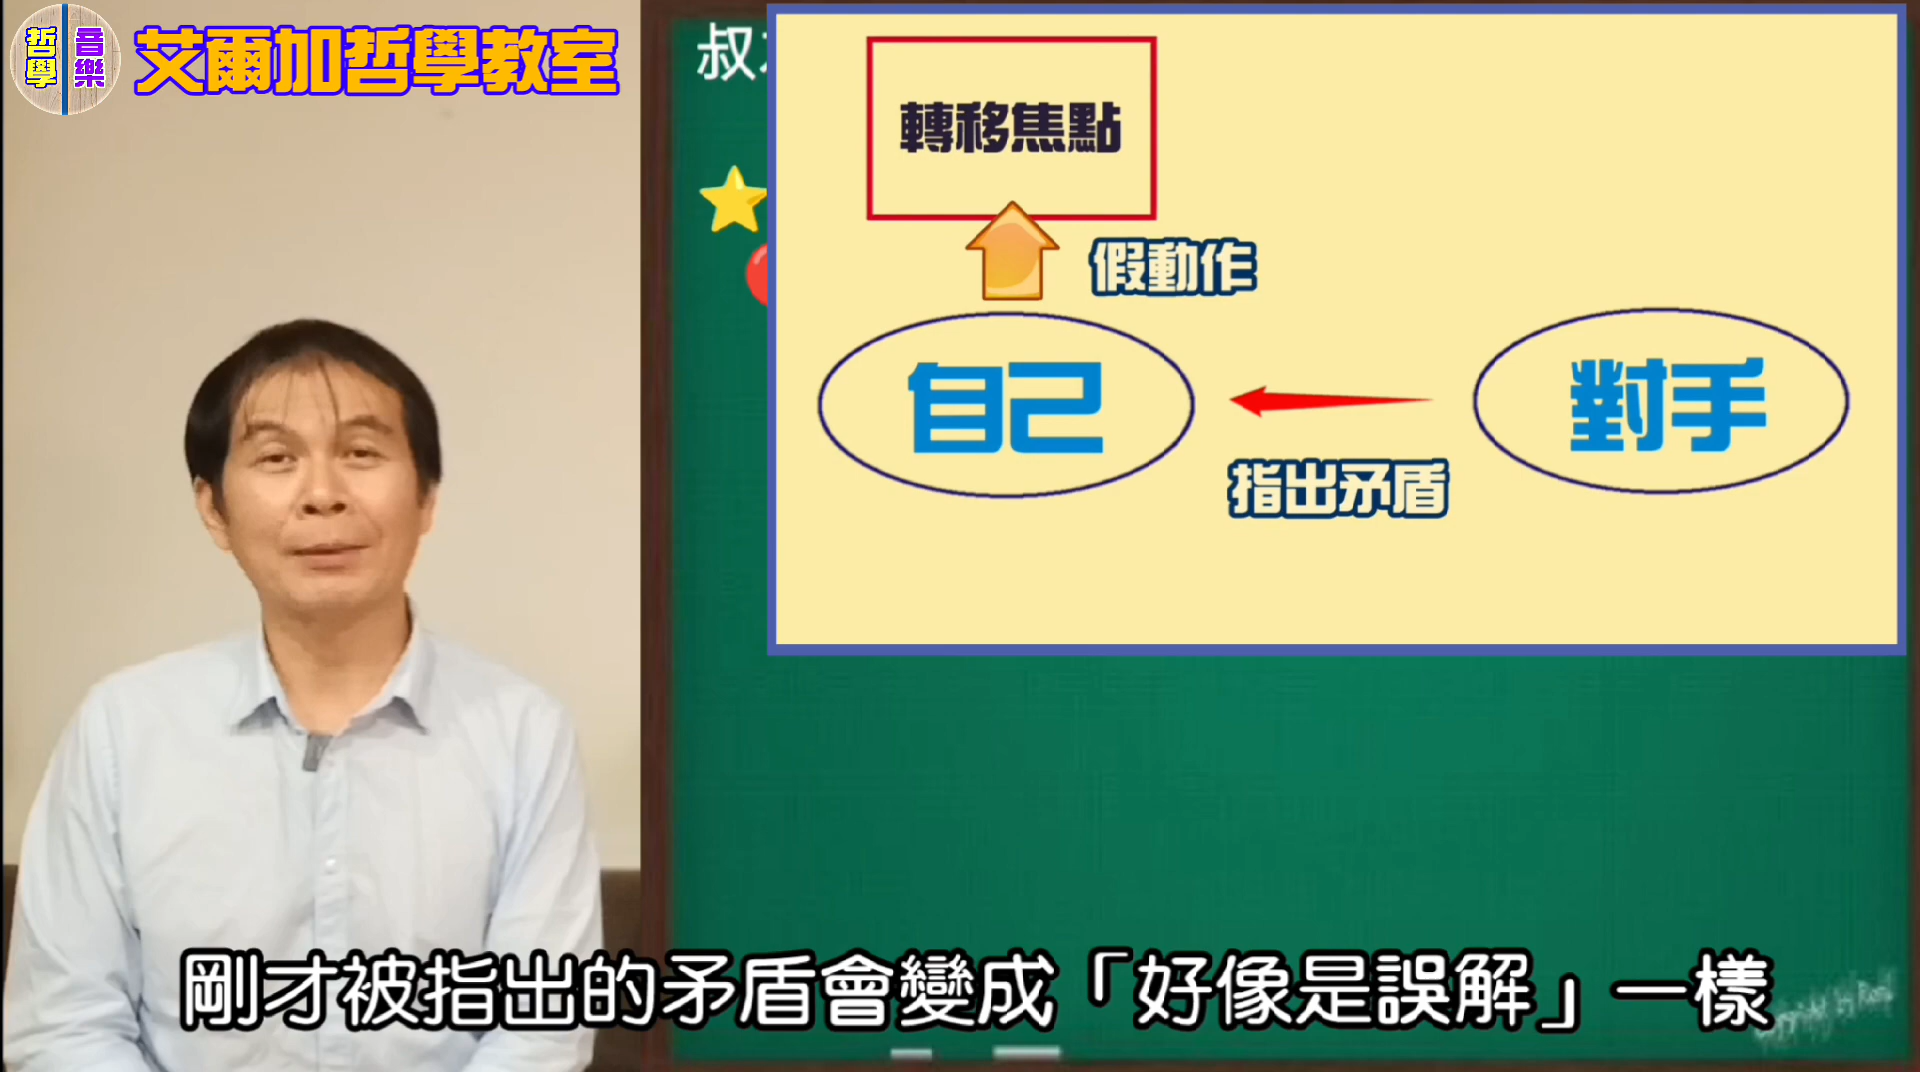 哲學 音樂
艾爾加哲學教室
叔
轉移焦點
假動作
自己
對手
指出矛盾
剛才被指出的矛盾會變成「好像是誤解」一樣